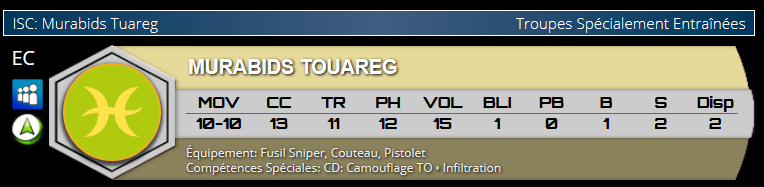 ISC: Murabids Tuareg
Troupes Spécialement Entraînées
EC
MURABIDS TOUAREG
MOV CC TR PH VOL BLI PB B S Disp
10-10 13 11 12 15 1 0 1 2 2
Équipement: Fusil Sniper, Couteau, Pistolet
Compétences Spéciales: CD: Camouflage TO • Infiltration